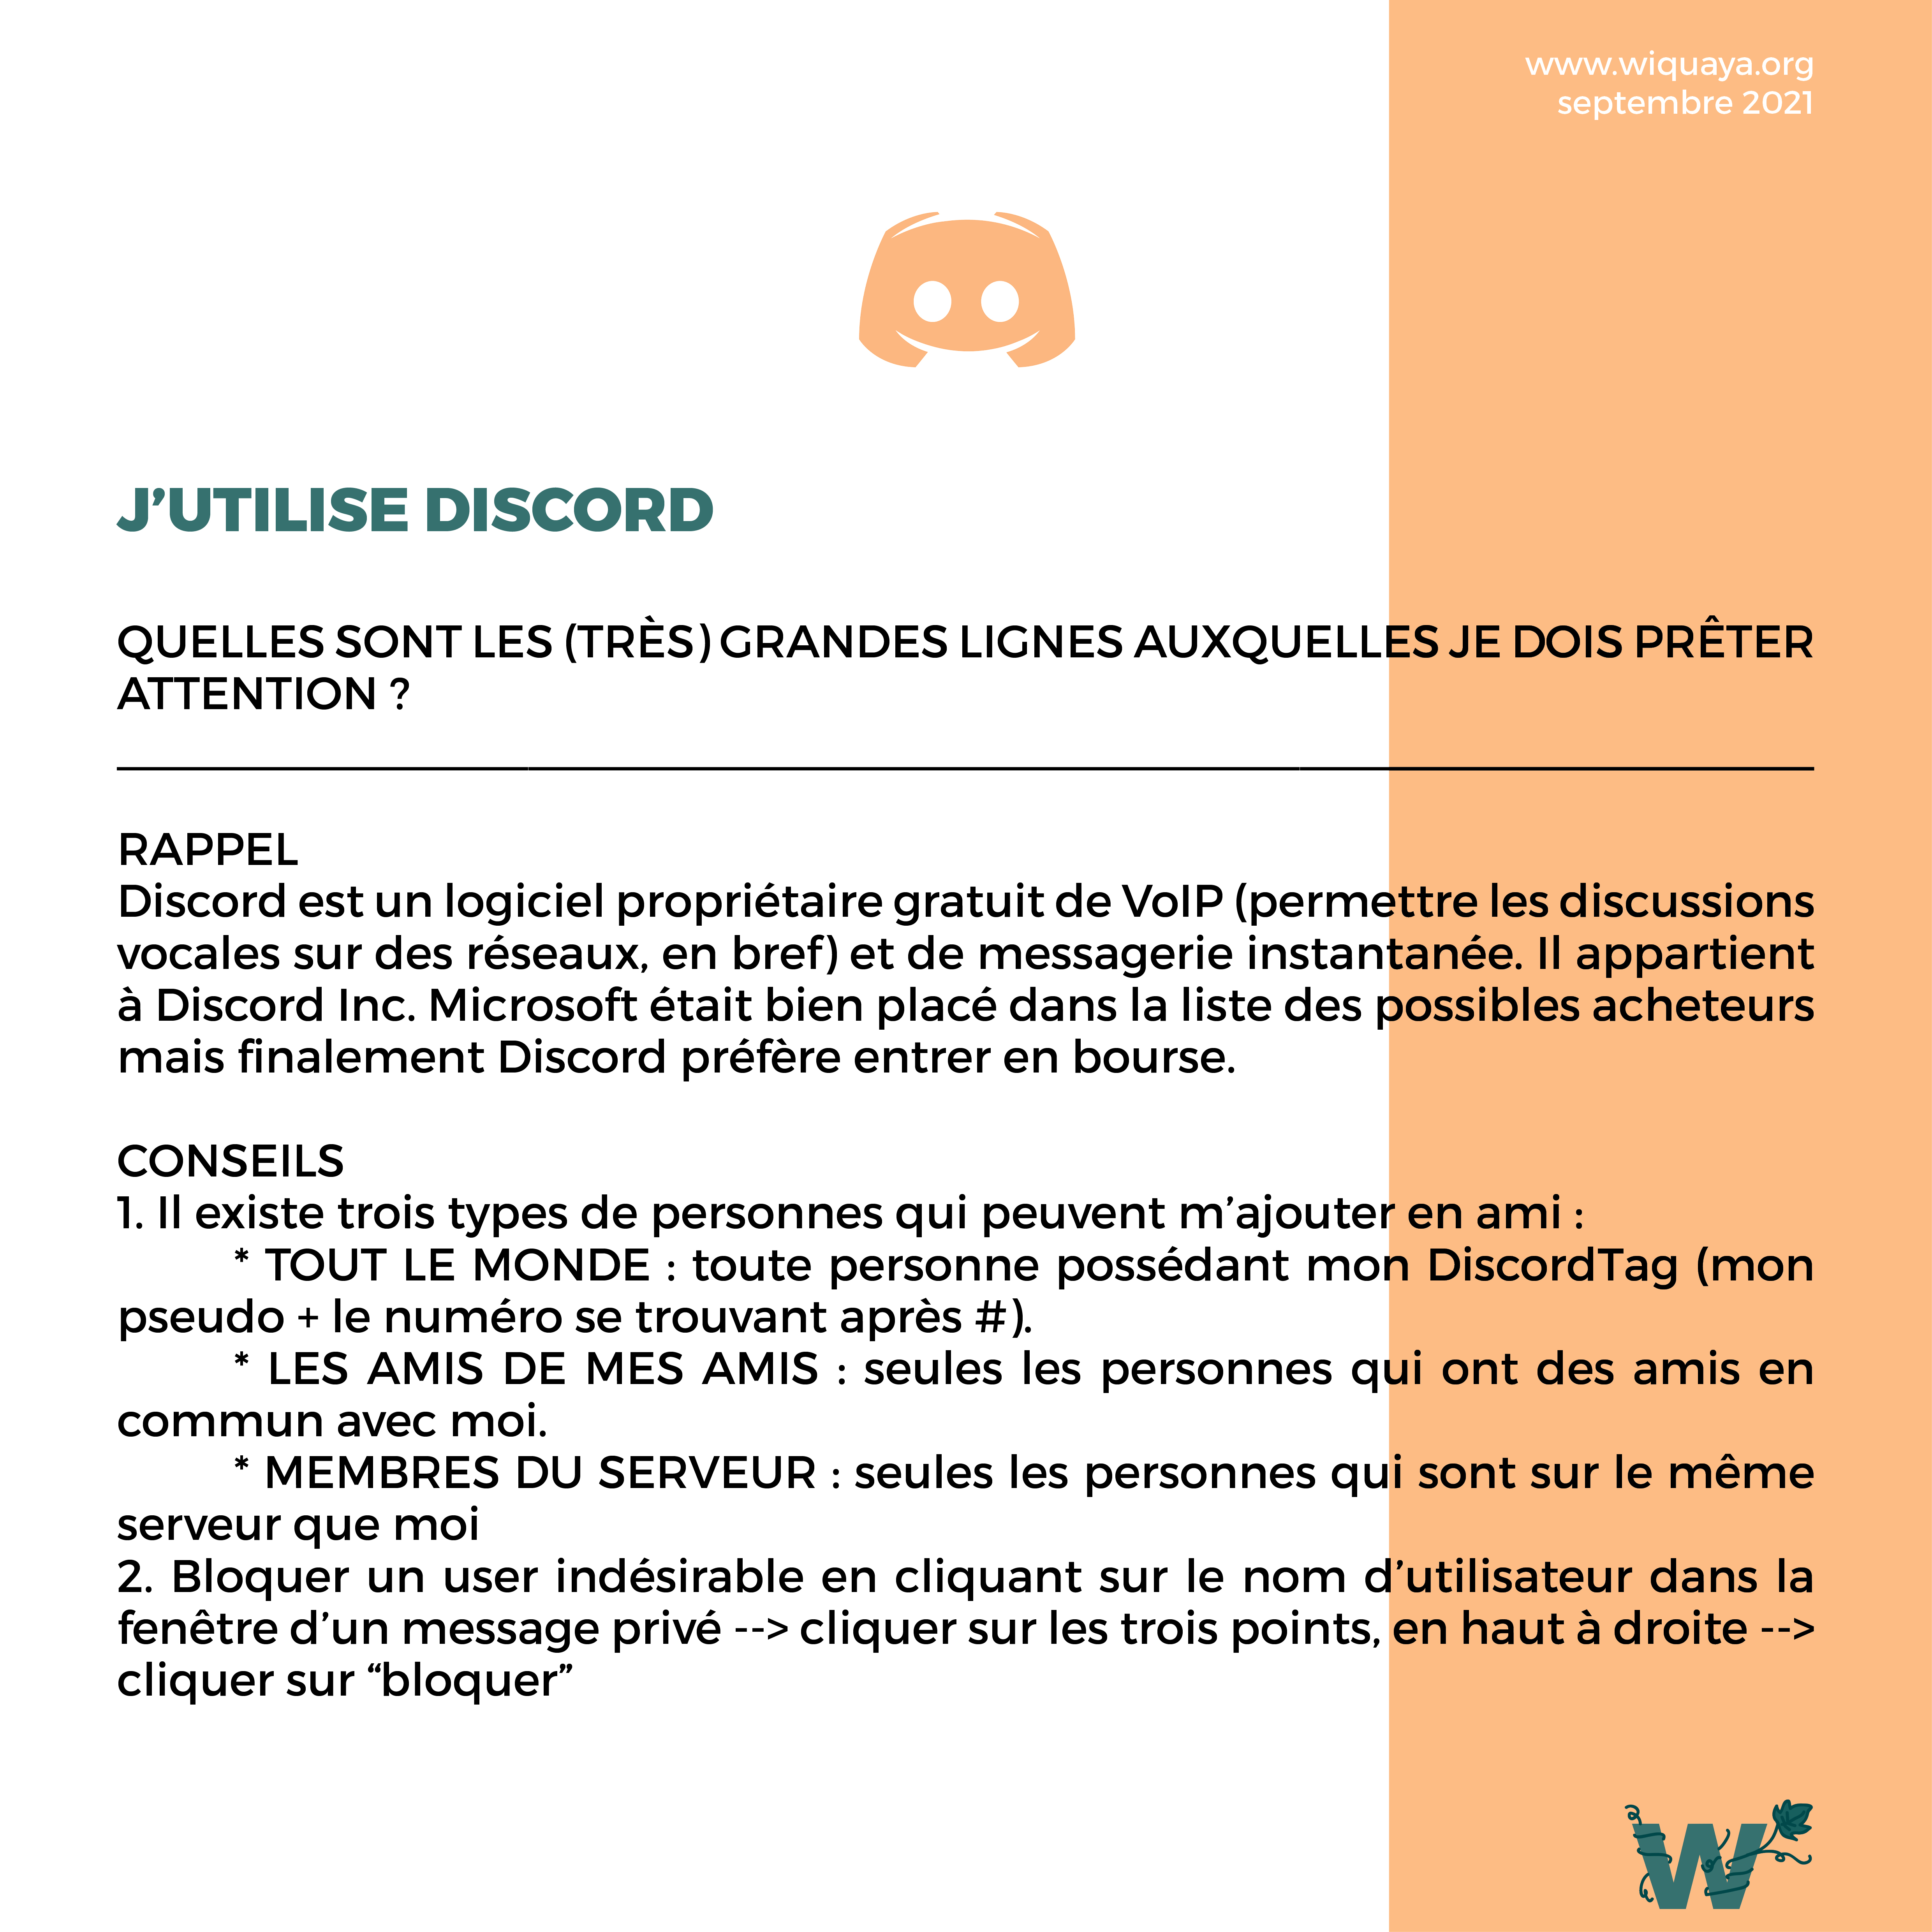 www.wiquaya.org
septembre 2021
J’UTILISE DISCORD
QUELLES SONT LES (TRÈS) GRANDES LIGNES AUXQUELLES JE DOIS PRÊTER
ATTENTION ?
RAPPEL
Discord est un logiciel propriétaire gratuit de VoIP (permettre les discussions
vocales sur des réseaux, en bref) et de messagerie instantanée. Il appartient
à Discord Inc. Microsoft était bien placé dans la liste des possibles acheteurs
mais finalement Discord préfère entrer en bourse.
CONSEILS
1. Il existe trois types de personnes qui peuvent m’ajouter en ami :
* TOUT LE MONDE : toute personne possédant mon DiscordTag (mon
pseudo + le numéro se trouvant après #).
* LES AMIS DE MES AMIS : seules les personnes qui ont des amis en
commun avec moi.
* MEMBRES DU SERVEUR : seules les personnes qui sont sur le même
serveur que moi
2. Bloquer un user indésirable en cliquant sur le nom d’utilisateur dans la
fenêtre d’un message privé --> cliquer sur les trois points, en haut à droite -->
cliquer sur “bloquer”
W